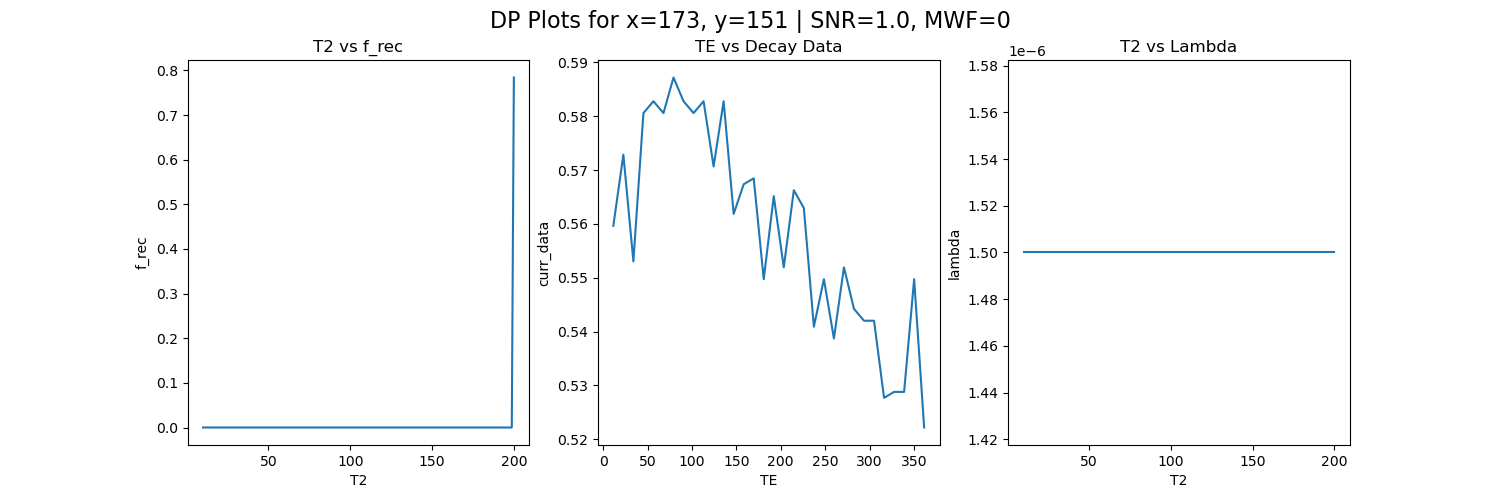 DP Plots for x=173, y=151 | SNR=1.0, MWF=0
T2 vs f_rec
0.8
0.7
0.6
0.5
0.4
0.3
0.2
0.1
0.0
f_rec
50 100 150 200
T2
TE vs Decay Data
0.59
0.58
0.57
0.56
0.55
0.54
0.53
0.52
curr_data
0 50 100 150 200 250 300 350
TE
T2 vs Lambda
1e−6
1.58
1.56
1.54
1.52
1.50
1.48
1.46
1.44
1.42
lambda
50 100 150 200
T2